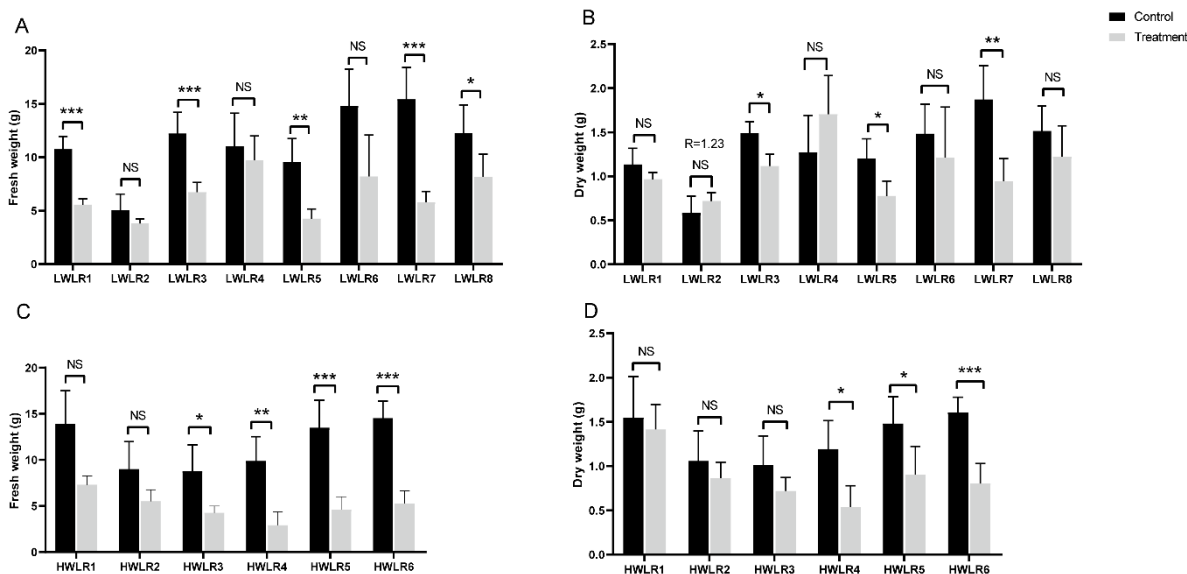 A
Fresh weight (g)
20
15
10
5
0
*** NS *** NS ** NS *** *
LWLR1 LWLR2 LWLR3 LWLR4 LWLR5 LWLR6 LWLR7 LWLR8
B
Dry weight (g)
2.5
2.0
1.5
1.0
0.5
0.0
NS R=1.23 NS * NS * NS ** NS
LWLR1 LWLR2 LWLR3 LWLR4 LWLR5 LWLR6 LWLR7 LWLR8
Control
Treatment
C
Fresh weight (g)
20
15
10
5
0
NS NS * ** *** ***
HWLR1 HWLR2 HWLR3 HWLR4 HWLR5 HWLR6
D
Dry weight (g)
2.5
2.0
1.5
1.0
0.5
0.0
NS NS NS * * ***
HWLR1 HWLR2 HWLR3 HWLR4 HWLR5 HWLR6